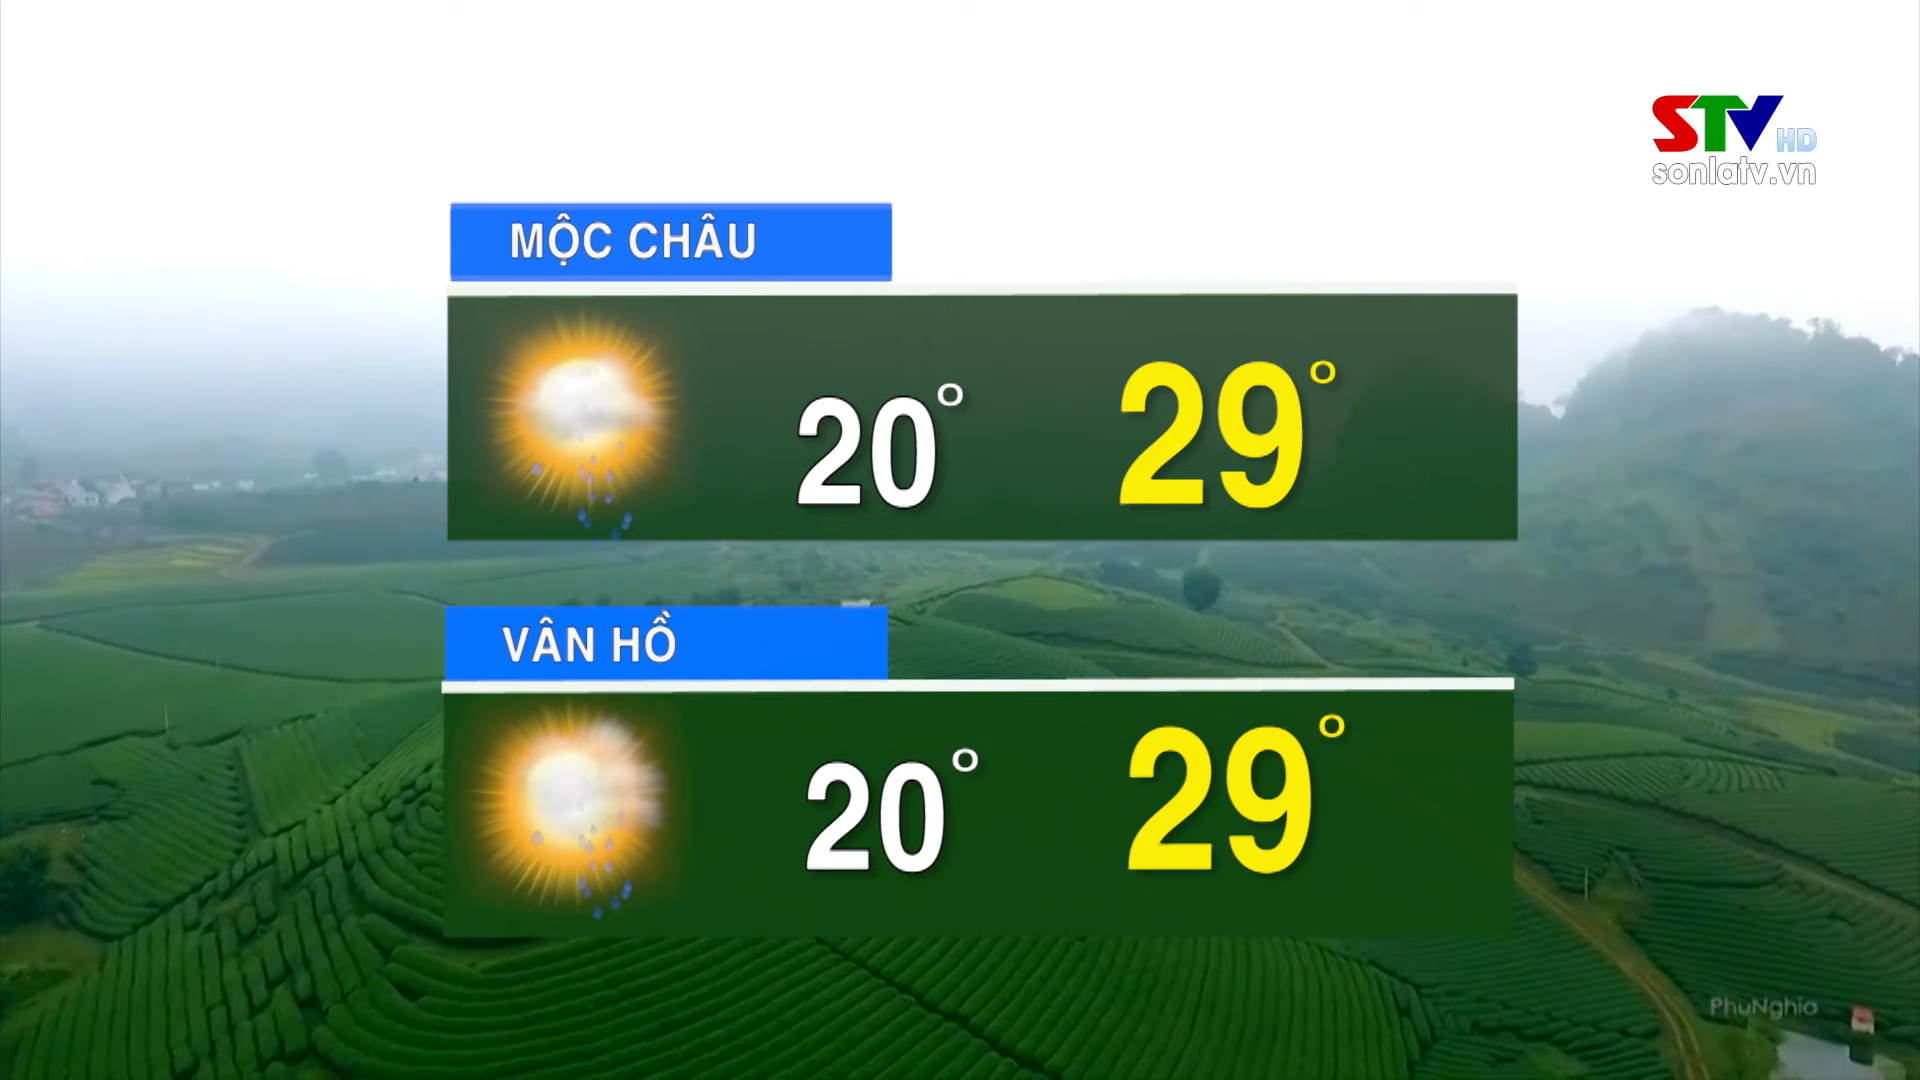 STV HD
sonlatv.vn
MỘC CHÂU
20° 29°
VÂN HỒ
20° 29°
PhuNghia